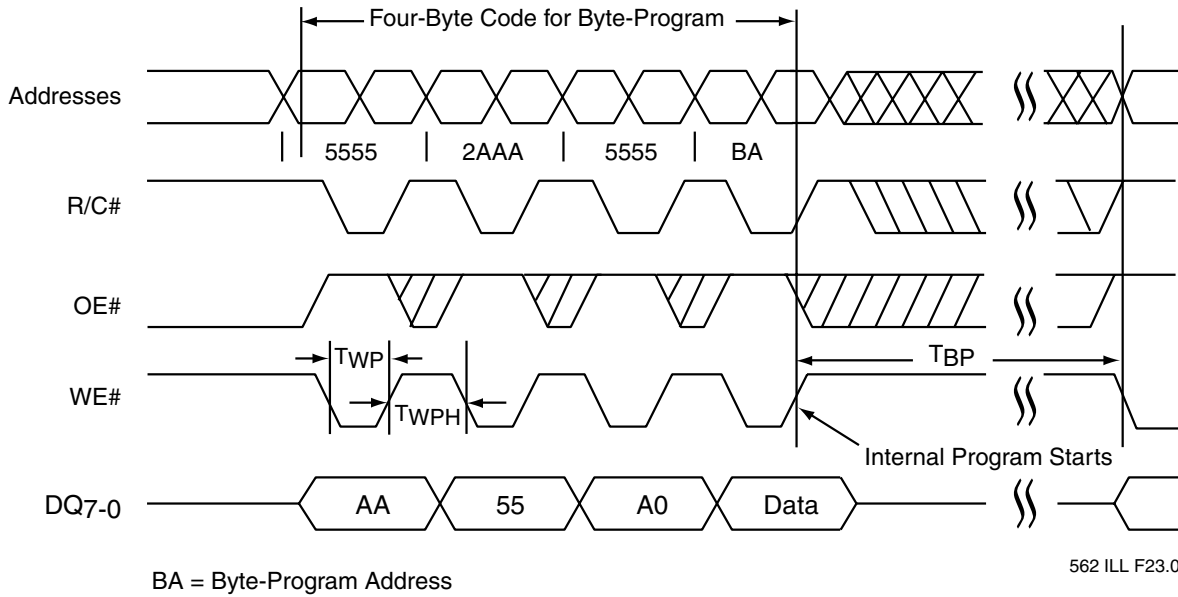 Four-Byte Code for Byte-Program
Addresses
5555 2AAA 5555 BA
R/C#
OE#
TWP
TBP
WE#
TWPH
Internal Program Starts
DQ7-0 AA 55 A0 Data
562 ILL F23.0
BA = Byte-Program Address